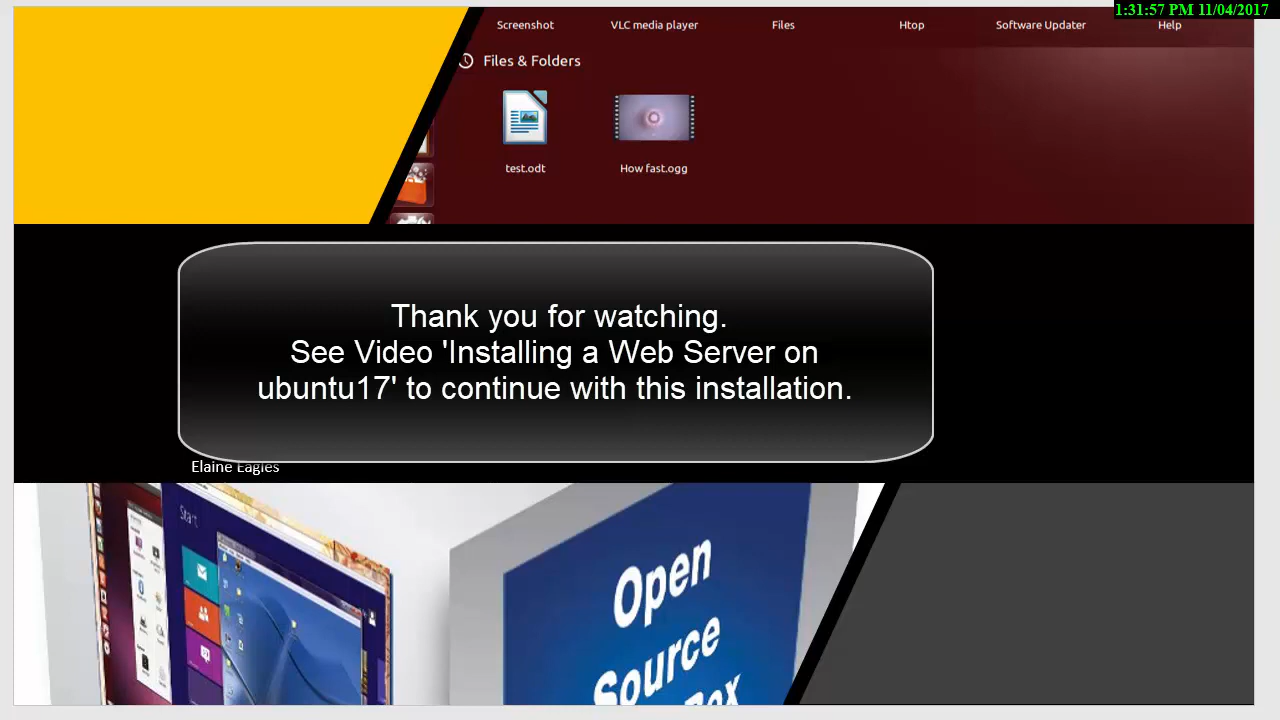 1:31:57 PM 11/04/2017
Screenshot VLC media player Files Htop Software Updater Help
Files & Folders
test.odt How fast.ogg
Thank you for watching.
See Video 'Installing a Web Server on
ubuntu17' to continue with this installation.
Elaine Eagles
Start
Open
Source
Box